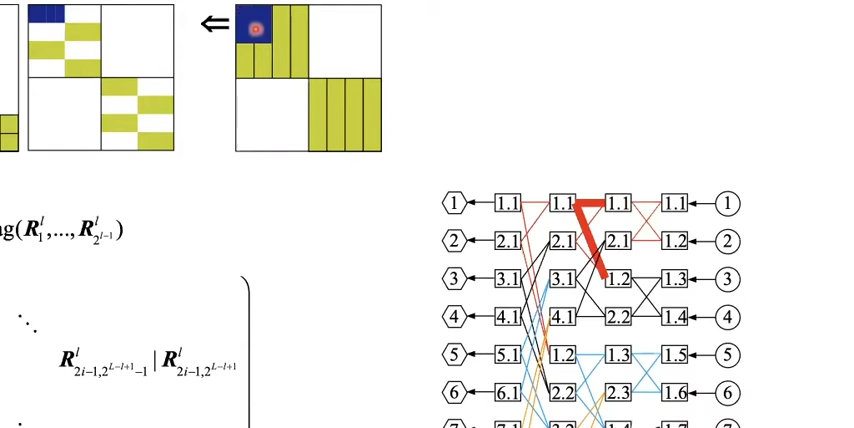 ⇐
ag(R^l_1,...,R^l_{2^{l-1}})
⋱
R^l_{2i-1,2^{L-l+1}-1} | R^l_{2i-1,2^{L-l+1}}
1 1.1 1.1 1.1 1.1 1
2 2.1 2.1 2.1 1.2 2
3 3.1 3.1 1.2 1.3 3
4 4.1 4.1 2.2 1.4 4
5 5.1 1.2 1.3 1.5 5
6 6.1 2.2 2.3 1.6 6